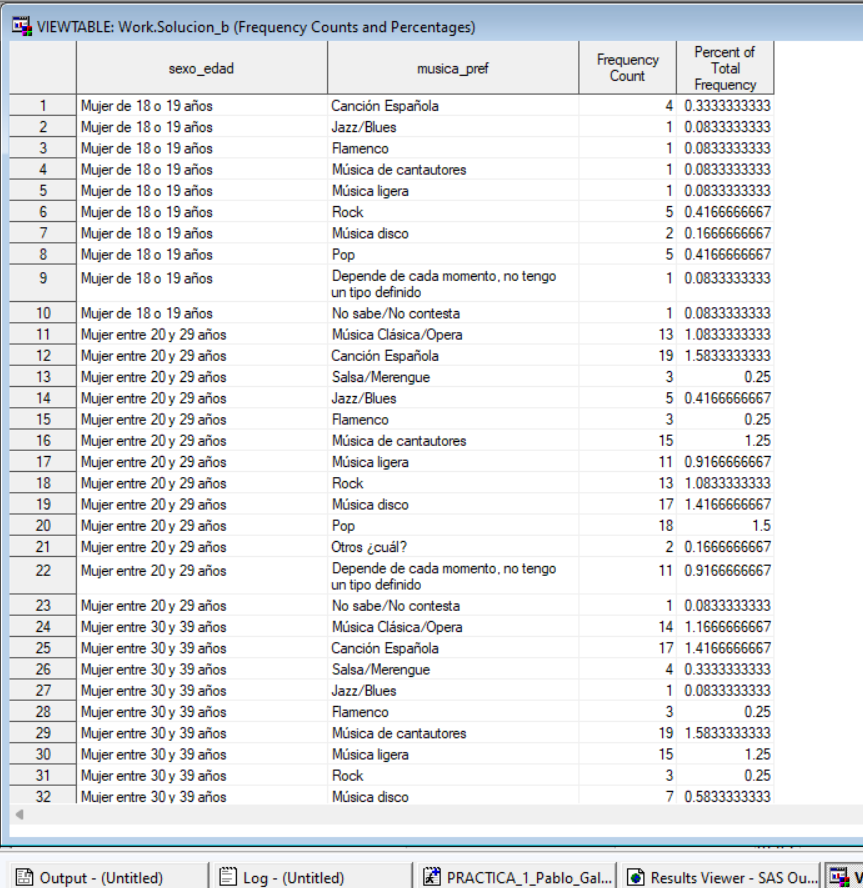 VIEWTABLE: Work.Solucion_b (Frequency Counts and Percentages)
sexo_edad musica_pref Frequency Count Percent of Total Frequency
1 Mujer de 18 o 19 años Canción Española 4 0.3333333333
2 Mujer de 18 o 19 años Jazz/Blues 1 0.0833333333
3 Mujer de 18 o 19 años Flamenco 1 0.0833333333
4 Mujer de 18 o 19 años Música de cantautores 1 0.0833333333
5 Mujer de 18 o 19 años Música ligera 1 0.0833333333
6 Mujer de 18 o 19 años Rock 5 0.4166666667
7 Mujer de 18 o 19 años Música disco 2 0.1666666667
8 Mujer de 18 o 19 años Pop 5 0.4166666667
9 Mujer de 18 o 19 años Depende de cada momento, no tengo un tipo definido 1 0.0833333333
10 Mujer de 18 o 19 años No sabe/No contesta 1 0.0833333333
11 Mujer entre 20 y 29 años Música Clásica/Opera 13 1.0833333333
12 Mujer entre 20 y 29 años Canción Española 19 1.5833333333
13 Mujer entre 20 y 29 años Salsa/Merengue 3 0.25
14 Mujer entre 20 y 29 años Jazz/Blues 5 0.4166666667
15 Mujer entre 20 y 29 años Flamenco 3 0.25
16 Mujer entre 20 y 29 años Música de cantautores 15 1.25
17 Mujer entre 20 y 29 años Música ligera 11 0.9166666667
18 Mujer entre 20 y 29 años Rock 13 1.0833333333
19 Mujer entre 20 y 29 años Música disco 17 1.4166666667
20 Mujer entre 20 y 29 años Pop 18 1.5
21 Mujer entre 20 y 29 años Otros ¿cuál? 2 0.1666666667
22 Mujer entre 20 y 29 años Depende de cada momento, no tengo un tipo definido 11 0.9166666667
23 Mujer entre 20 y 29 años No sabe/No contesta 1 0.0833333333
24 Mujer entre 30 y 39 años Música Clásica/Opera 14 1.1666666667
25 Mujer entre 30 y 39 años Canción Española 17 1.4166666667
26 Mujer entre 30 y 39 años Salsa/Merengue 4 0.3333333333
27 Mujer entre 30 y 39 años Jazz/Blues 1 0.0833333333
28 Mujer entre 30 y 39 años Flamenco 3 0.25
29 Mujer entre 30 y 39 años Música de cantautores 19 1.5833333333
30 Mujer entre 30 y 39 años Música ligera 15 1.25
31 Mujer entre 30 y 39 años Rock 3 0.25
32 Mujer entre 30 y 39 años Música disco 7 0.5833333333
Output - (Untitled) Log - (Untitled) PRACTICA_1_Pablo_Gal... Results Viewer - SAS Ou...